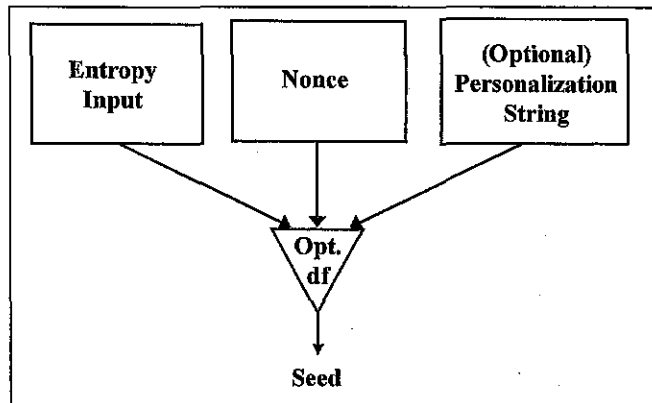 Entropy
Input
Nonce
(Optional)
Personalization
String
Opt.
df
Seed